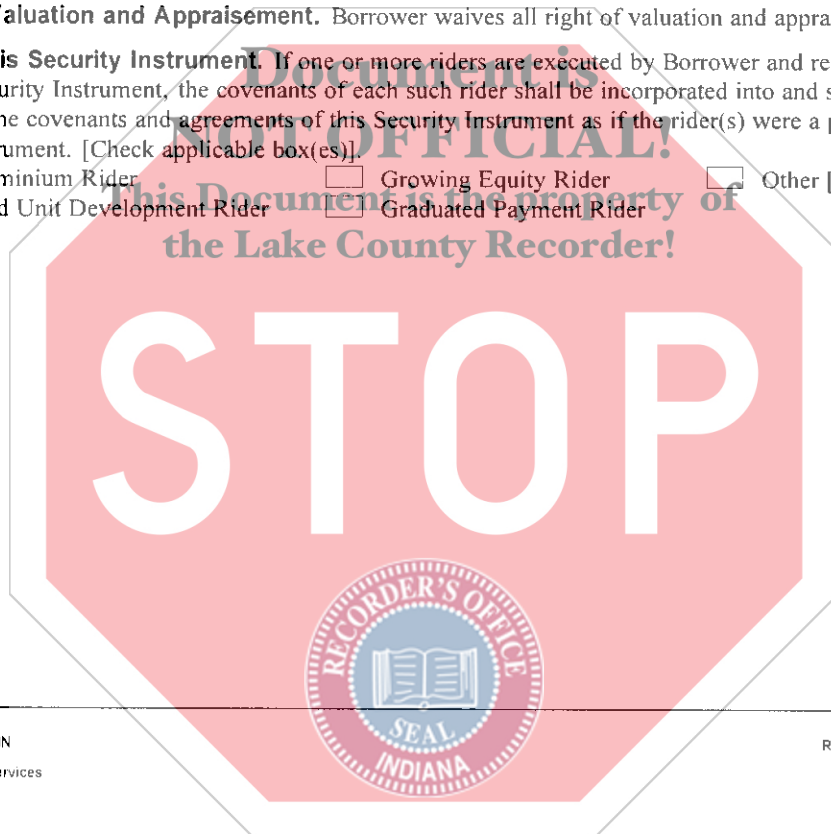 aluation and Appraisement. Borrower waives all right of valuation and appra
is Security Instrument. If one or more riders are executed by Borrower and re
urity Instrument, the covenants of each such rider shall be incorporated into and s
e covenants and agreements of this Security Instrument as if the rider(s) were a p
rument. [Check applicable box(es)].
minium Rider Growing Equity Rider Other [
d Unit Development Rider Graduated Payment Rider
Document is
NOT OFFICIAL!
This Document is the property of
the Lake County Recorder!
STOP
RECORDER'S OFFICE
SEAL
INDIANA
N R
ervices